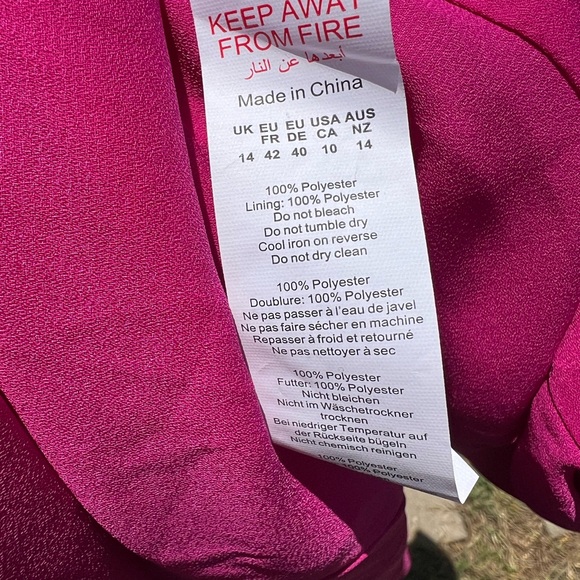 KEEP AWAY
FROM FIRE
أبعدها عن النار
Made in China
UK EU EU USA AUS
FR DE CA NZ
14 42 40 10 14
100% Polyester
Lining: 100% Polyester
Do not bleach
Do not tumble dry
Cool iron on reverse
Do not dry clean
100% Polyester
Doublure: 100% Polyester
Ne pas passer à l'eau de javel
Ne pas faire sécher en machine
Repasser à froid et retourné
Ne pas nettoyer à sec
100% Polyester
Futter: 100% Polyester
Nicht bleichen
Nicht im Wäschetrockner
trocknen
Bei niedriger Temperatur auf
der Rückseite bügeln
Nicht chemisch reinigen
100% Polyester
100% Polyester